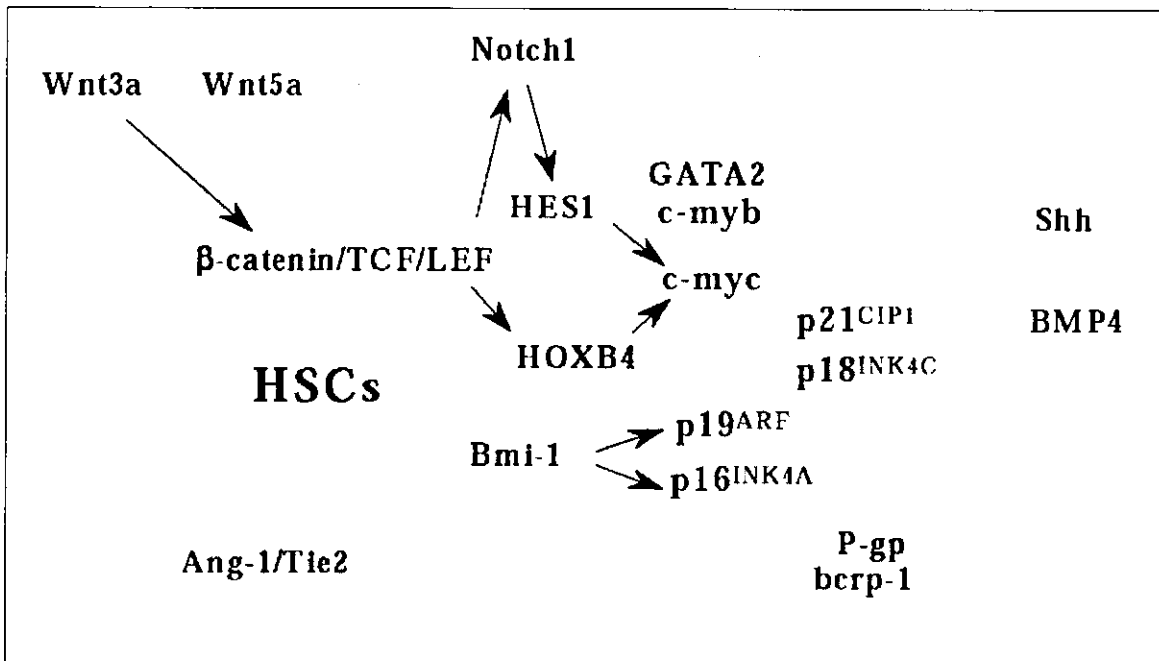 Notch1
Wnt3a Wnt5a
GATA2
HES1 c-myb
Shh
β-catenin/TCF/LEF
c-myc
p21CIP1 BMP4
HOXB4
p18INK4C
HSCs
p19ARF
Bmi-1
p16INK4A
P-gp
Ang-1/Tie2
bcrp-1